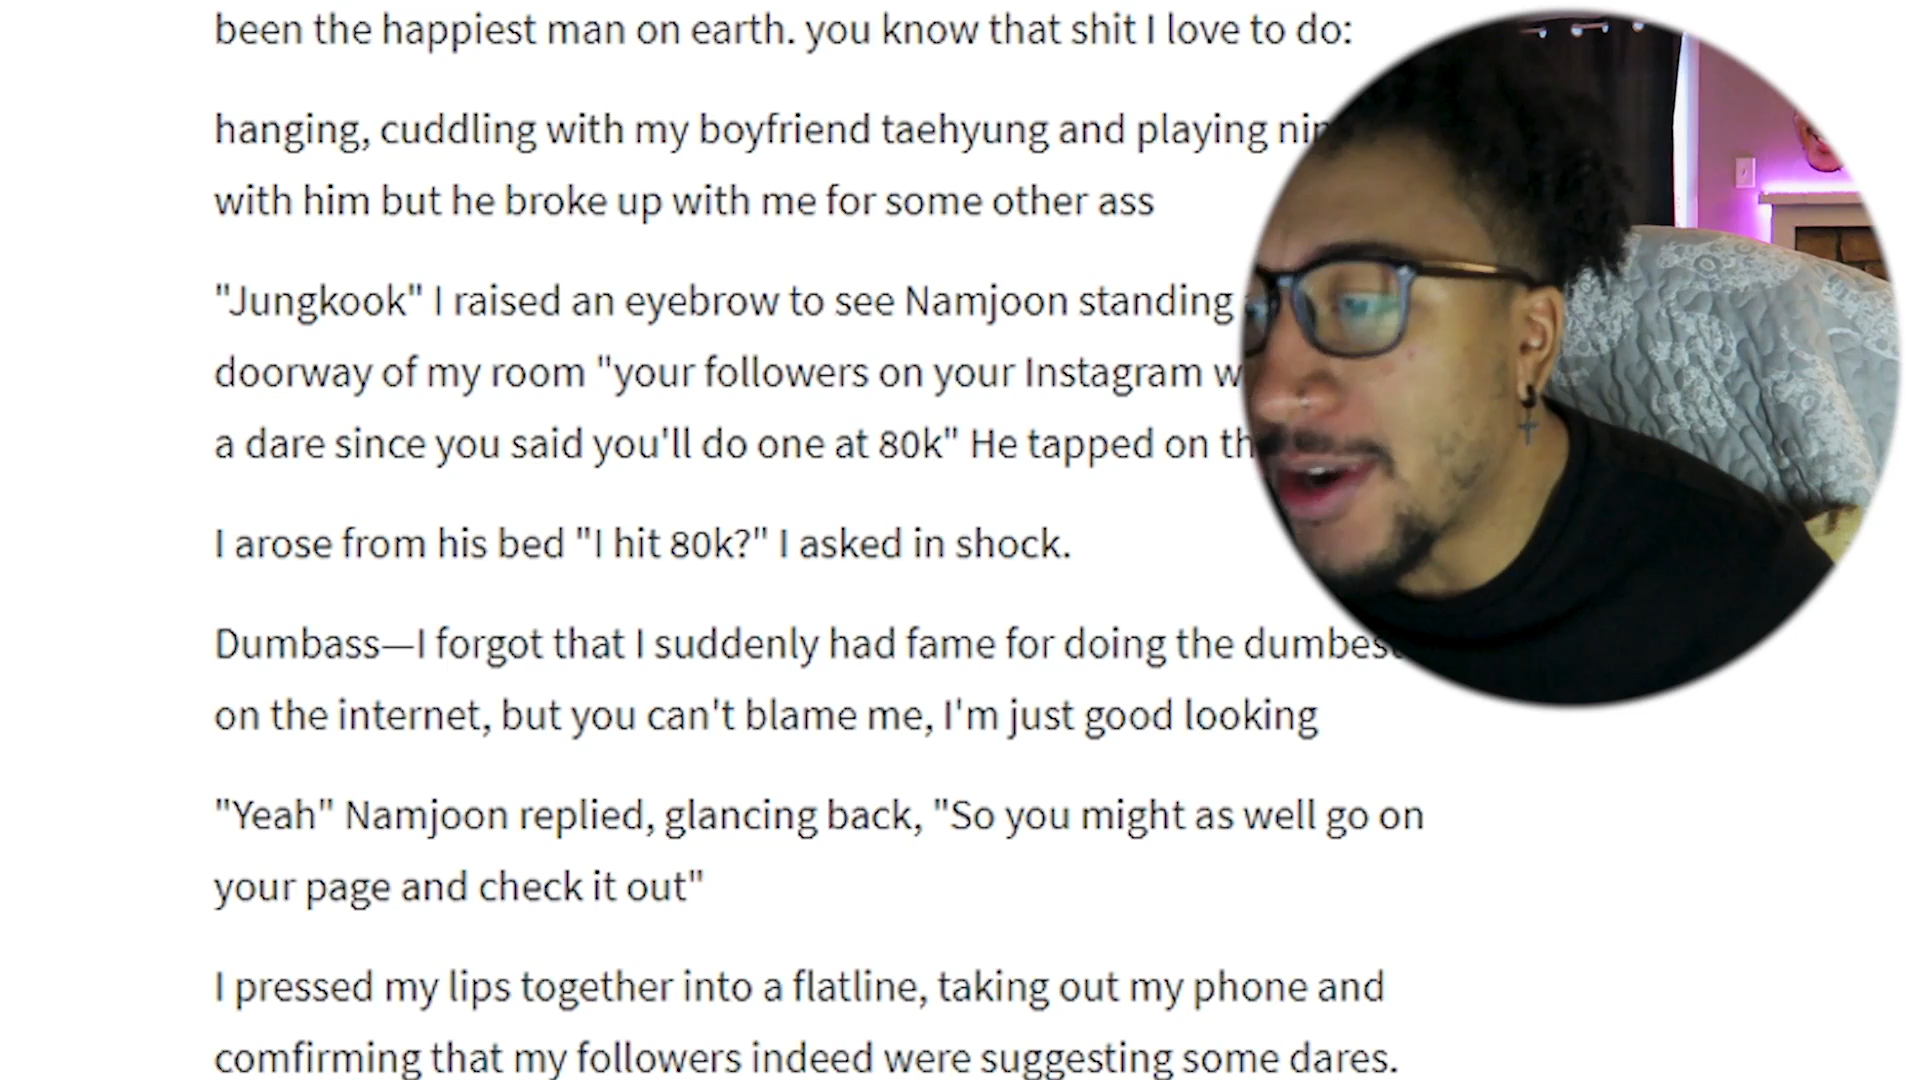 been the happiest man on earth. you know that shit I love to do:
hanging, cuddling with my boyfriend taehyung and playing
with him but he broke up with me for some other ass
"Jungkook" I raised an eyebrow to see Namjoon standing
doorway of my room "your followers on your Instagram
a dare since you said you'll do one at 80k" He tapped on
I arose from his bed "I hit 80k?" I asked in shock.
Dumbass—I forgot that I suddenly had fame for doing the
on the internet, but you can't blame me, I'm just good looking
"Yeah" Namjoon replied, glancing back, "So you might as well go on
your page and check it out"
I pressed my lips together into a flatline, taking out my phone and
comfirming that my followers indeed were suggesting some dares.